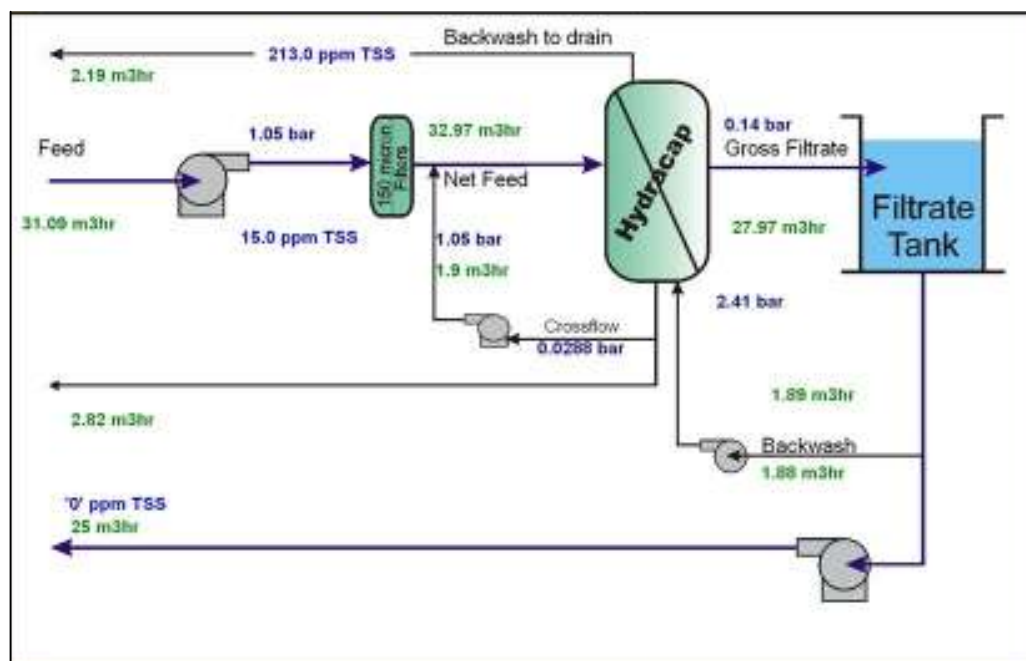 Backwash to drain
213.0 ppm TSS
2.19 m3hr
1.05 bar
32.97 m3hr
0.14 bar
Feed
150 micron
Filters
Gross Filtrate
Net Feed
Hydracap
Filtrate
Tank
31.09 m3hr
15.0 ppm TSS
1.05 bar
27.97 m3hr
1.9 m3hr
2.41 bar
Crossflow
0.0288 bar
2.82 m3hr
1.89 m3hr
Backwash
1.88 m3hr
'0' ppm TSS
25 m3hr